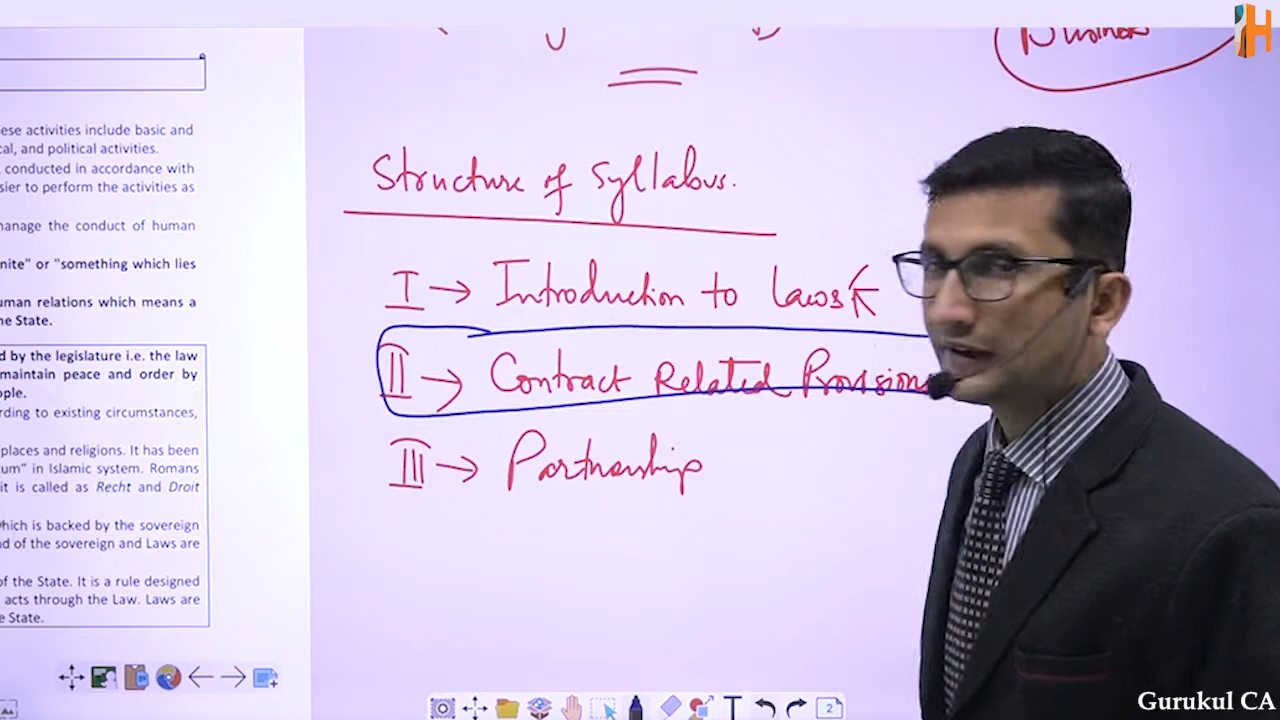 Business
Structure of Syllabus.
I → Introduction to Laws
II → Contract Related Provisions
III → Partnership
ese activities include basic and
cal, and political activities.
conducted in accordance with
sier to perform the activities as
manage the conduct of human
nite" or "something which lies
uman relations which means a
he State.
d by the legislature i.e. the law
maintain peace and order by
ople.
rding to existing circumstances,
places and religions. It has been
um" in Islamic system. Romans
it is called as Recht and Droit
which is backed by the sovereign
nd of the sovereign and Laws are
of the State. It is a rule designed
acts through the Law. Laws are
e State.
T
2
H
Gurukul CA